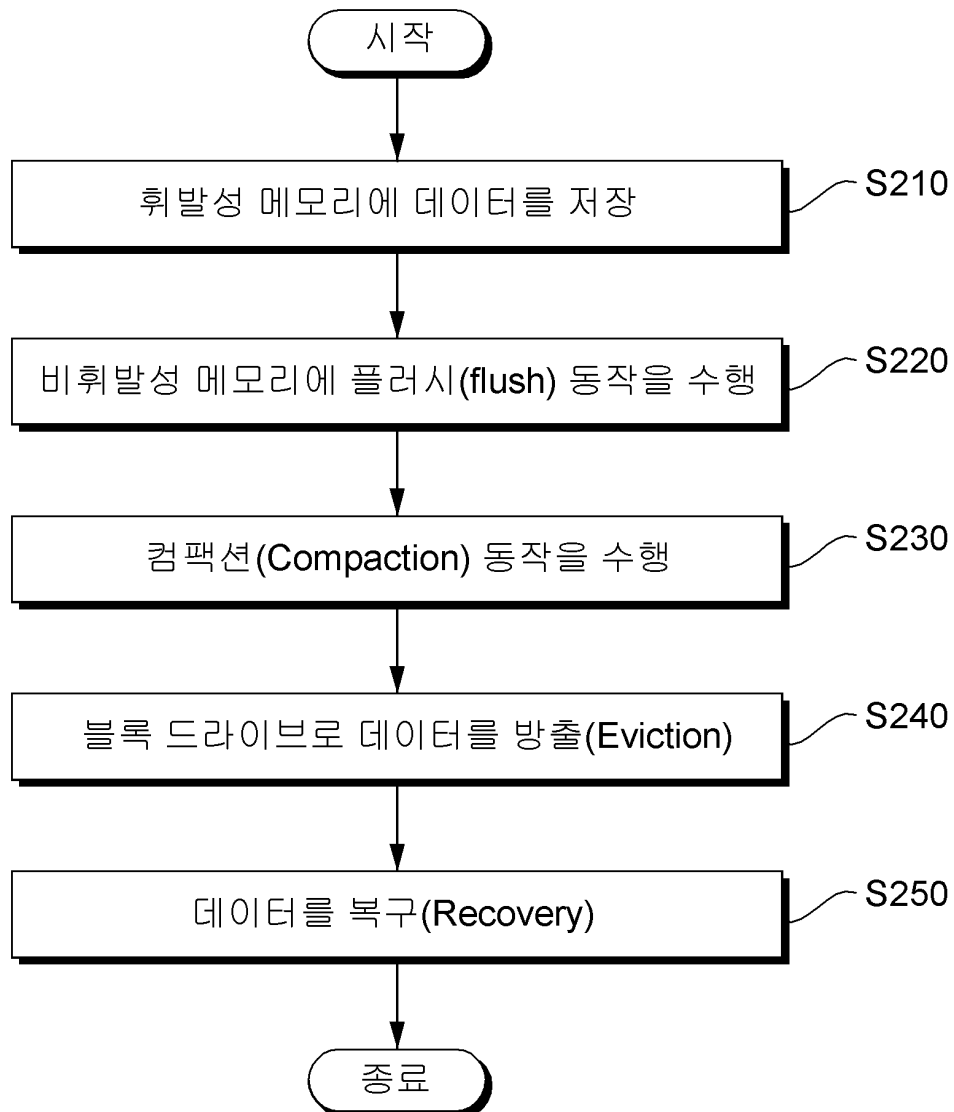 시작
휘발성 메모리에 데이터를 저장
S210
비휘발성 메모리에 플러시(flush) 동작을 수행
S220
컴팩션(Compaction) 동작을 수행
S230
블록 드라이브로 데이터를 방출(Eviction)
S240
데이터를 복구(Recovery)
S250
종료